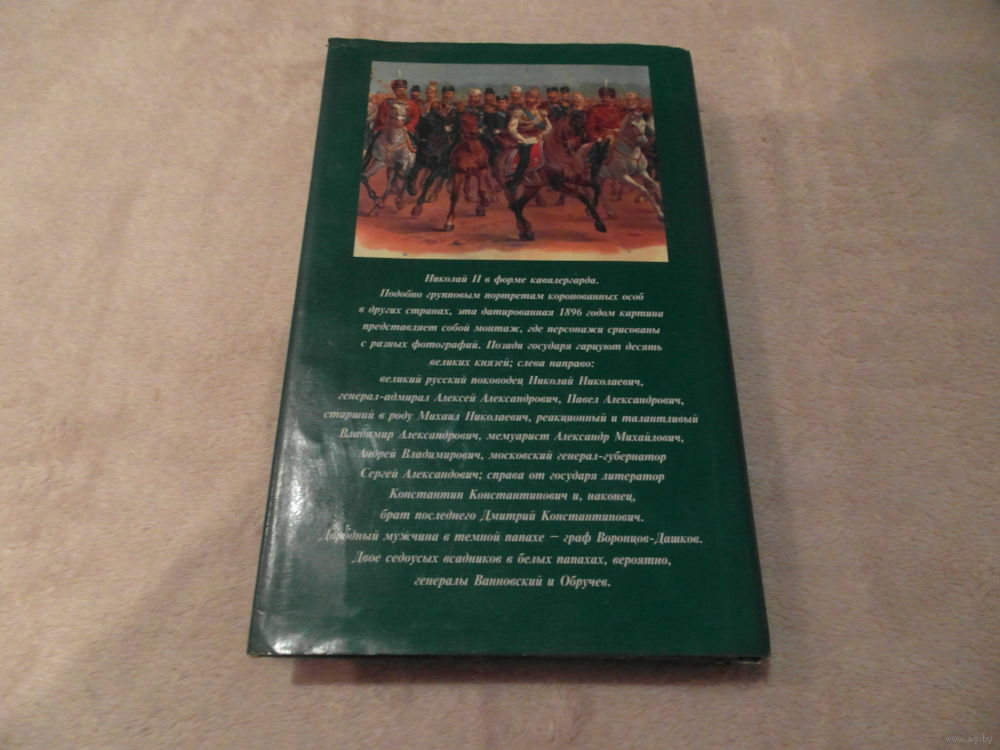 Николай II в форме кавалергарда.
Подобно групповым портретам коронованных особ
в других странах, эта датированная 1896 годом картина
представляет собой монтаж, где персонажи срисованы
с разных фотографий. Позади государя гарцуют десять
великих князей; слева направо:
великий русский поководец Николай Николаевич,
генерал-адмирал Алексей Александрович, Павел Александрович,
старший в роду Михаил Николаевич, реакционный и талантливый
Владимир Александрович, мемуарист Александр Михайлович,
Андрей Владимирович, московский генерал-губернатор
Сергей Александович; справа от государя литератор
Константин Константинович и, наконец,
брат последнего Дмитрий Константинович.
Дородный мужчина в темной папахе – граф Воронцов-Дашков.
Двое седоусых всадников в белых папахах, вероятно,
генералы Ванновский и Обручев.
www.ay.by